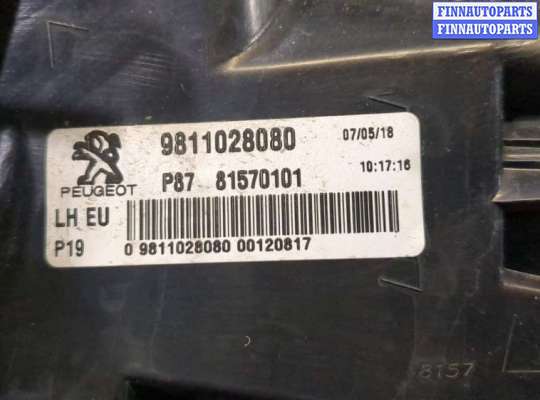 FINNAUTOPARTS
FINNAUTOPARTS
9811028080 07/05/18
PEUGEOT P87 81570101 10:17:16
LH EU
P19 0 9811028080 00120817
8157